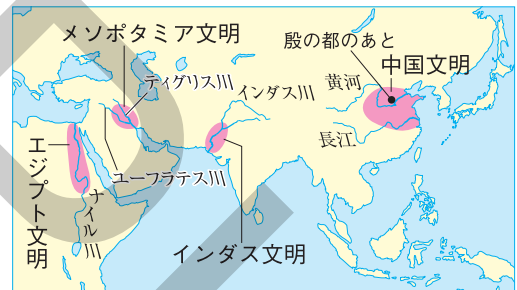 メソポタミア文明
殷の都のあと
中国文明
ティグリス川
インダス川
黄河
長江
エジプト文明
ユーフラテス川
ナイル川
インダス文明